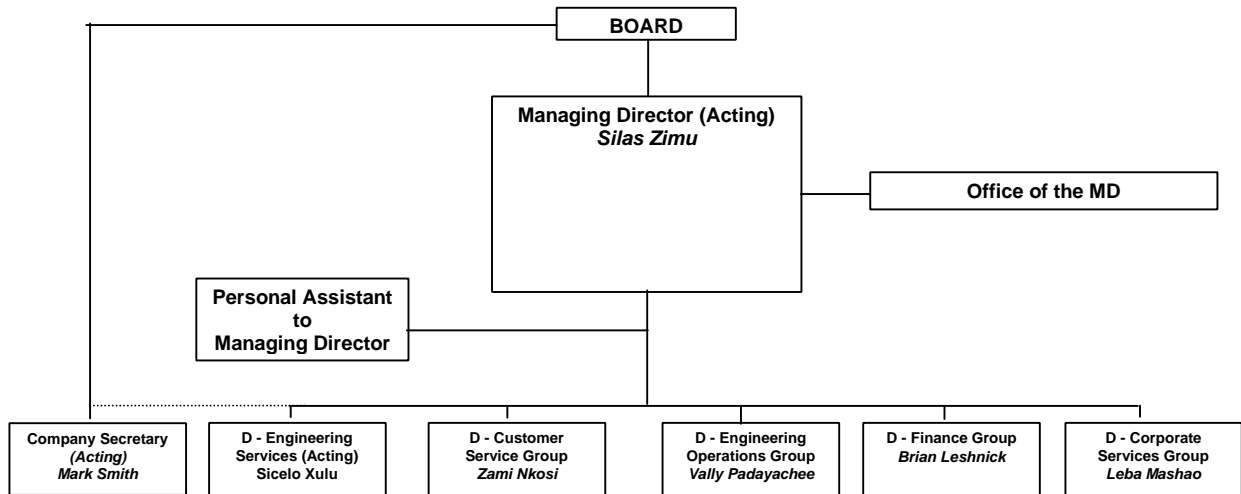 BOARD
Managing Director (Acting)
Silas Zimu
Office of the MD
Personal Assistant
to
Managing Director
Company Secretary
(Acting)
Mark Smith
D - Engineering
Services (Acting)
Sicelo Xulu
D - Customer
Service Group
Zami Nkosi
D - Engineering
Operations Group
Vally Padayachee
D - Finance Group
Brian Leshnick
D - Corporate
Services Group
Leba Mashao